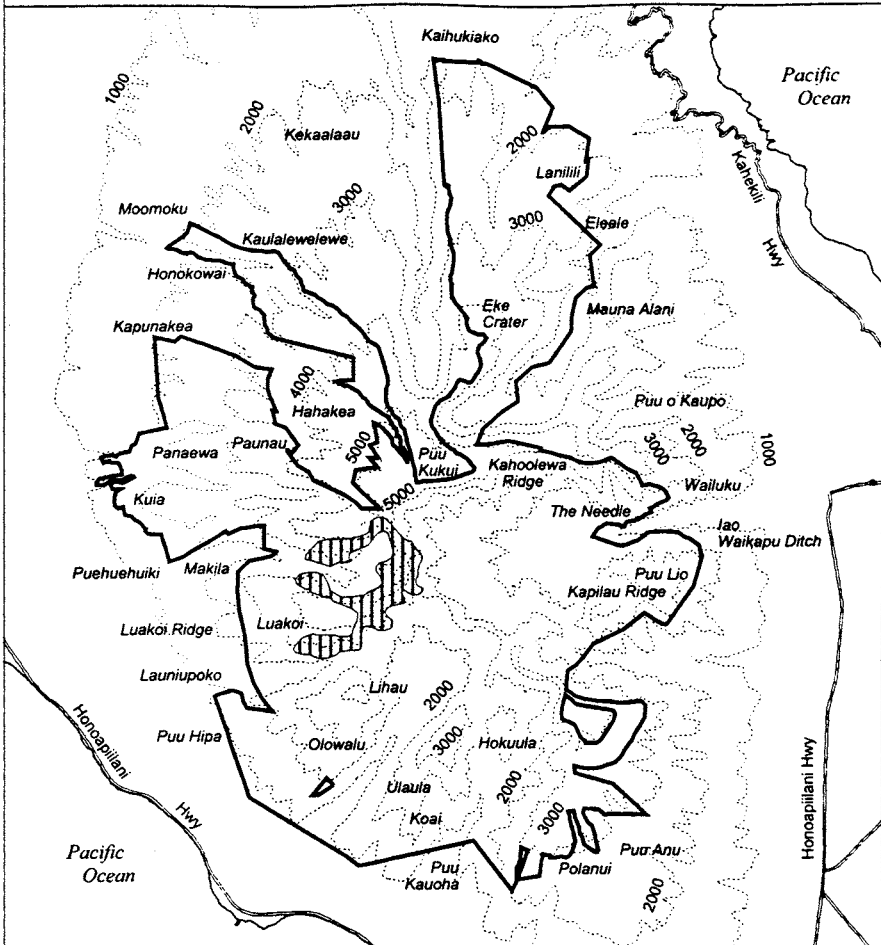 Kaihukiako
Pacific
Ocean
1000
2000
Kekaalaau
2000
Lanilili
Kahekili
Hwy
3000
Moomoku
Kaulalewelewe
3000
Eleele
Honokowai
Eke
Crater
Mauna Alani
Kapunakea
4000
Hahakea
Puu o Kaupo
Panaewa
Paunau
5000
Puu
Kukui
Kahoolewa
Ridge
3000
2000
1000
Wailuku
Kuia
5000
The Needle
Iao
Waikapu Ditch
Puehuehuiki
Makila
Puu Lio
Kapilau Ridge
Luakoi Ridge
Luakoi
Launiupoko
Lihau
2000
Puu Hipa
Honoapiilani
Hwy
Olowalu
3000
Hokuula
Ulaula
2000
Koai
3000
Honoapiilani Hwy
Pacific
Ocean
Puu
Kauoha
Polanui
Puu Anu
2000